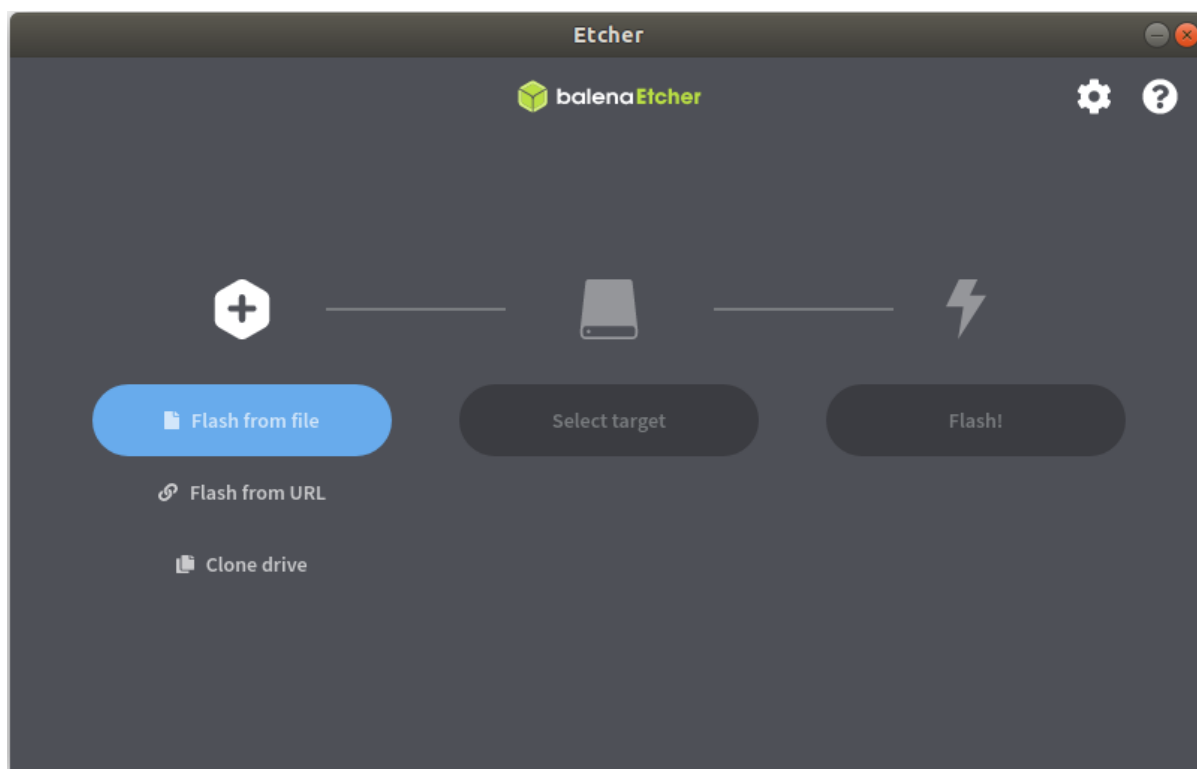 Etcher
balenaEtcher
Flash from file
Select target
Flash!
Flash from URL
Clone drive